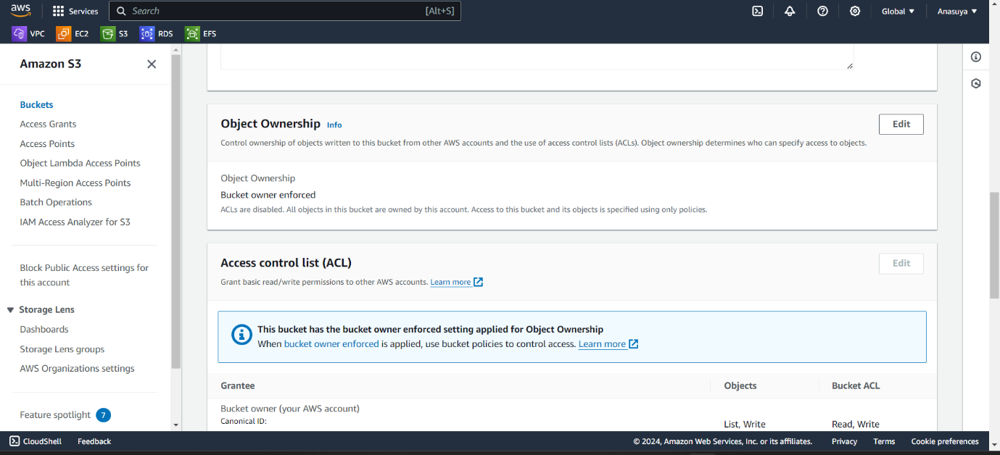 aws
Services
Search
[Alt+S]
Global ▼
Anasuya ▼
VPC
EC2
S3
RDS
EFS
Amazon S3
Buckets
Access Grants
Access Points
Object Lambda Access Points
Multi-Region Access Points
Batch Operations
IAM Access Analyzer for S3
Block Public Access settings for
this account
▼ Storage Lens
Dashboards
Storage Lens groups
AWS Organizations settings
Feature spotlight 7
Object Ownership Info
Edit
Control ownership of objects written to this bucket from other AWS accounts and the use of access control lists (ACLs). Object ownership determines who can specify access to objects.
Object Ownership
Bucket owner enforced
ACLs are disabled. All objects in this bucket are owned by this account. Access to this bucket and its objects is specified using only policies.
Access control list (ACL)
Edit
Grant basic read/write permissions to other AWS accounts. Learn more
This bucket has the bucket owner enforced setting applied for Object Ownership
When bucket owner enforced is applied, use bucket policies to control access. Learn more
Grantee
Objects
Bucket ACL
Bucket owner (your AWS account)
Canonical ID:
List, Write
Read, Write
CloudShell
Feedback
© 2024, Amazon Web Services, Inc. or its affiliates.
Privacy
Terms
Cookie preferences